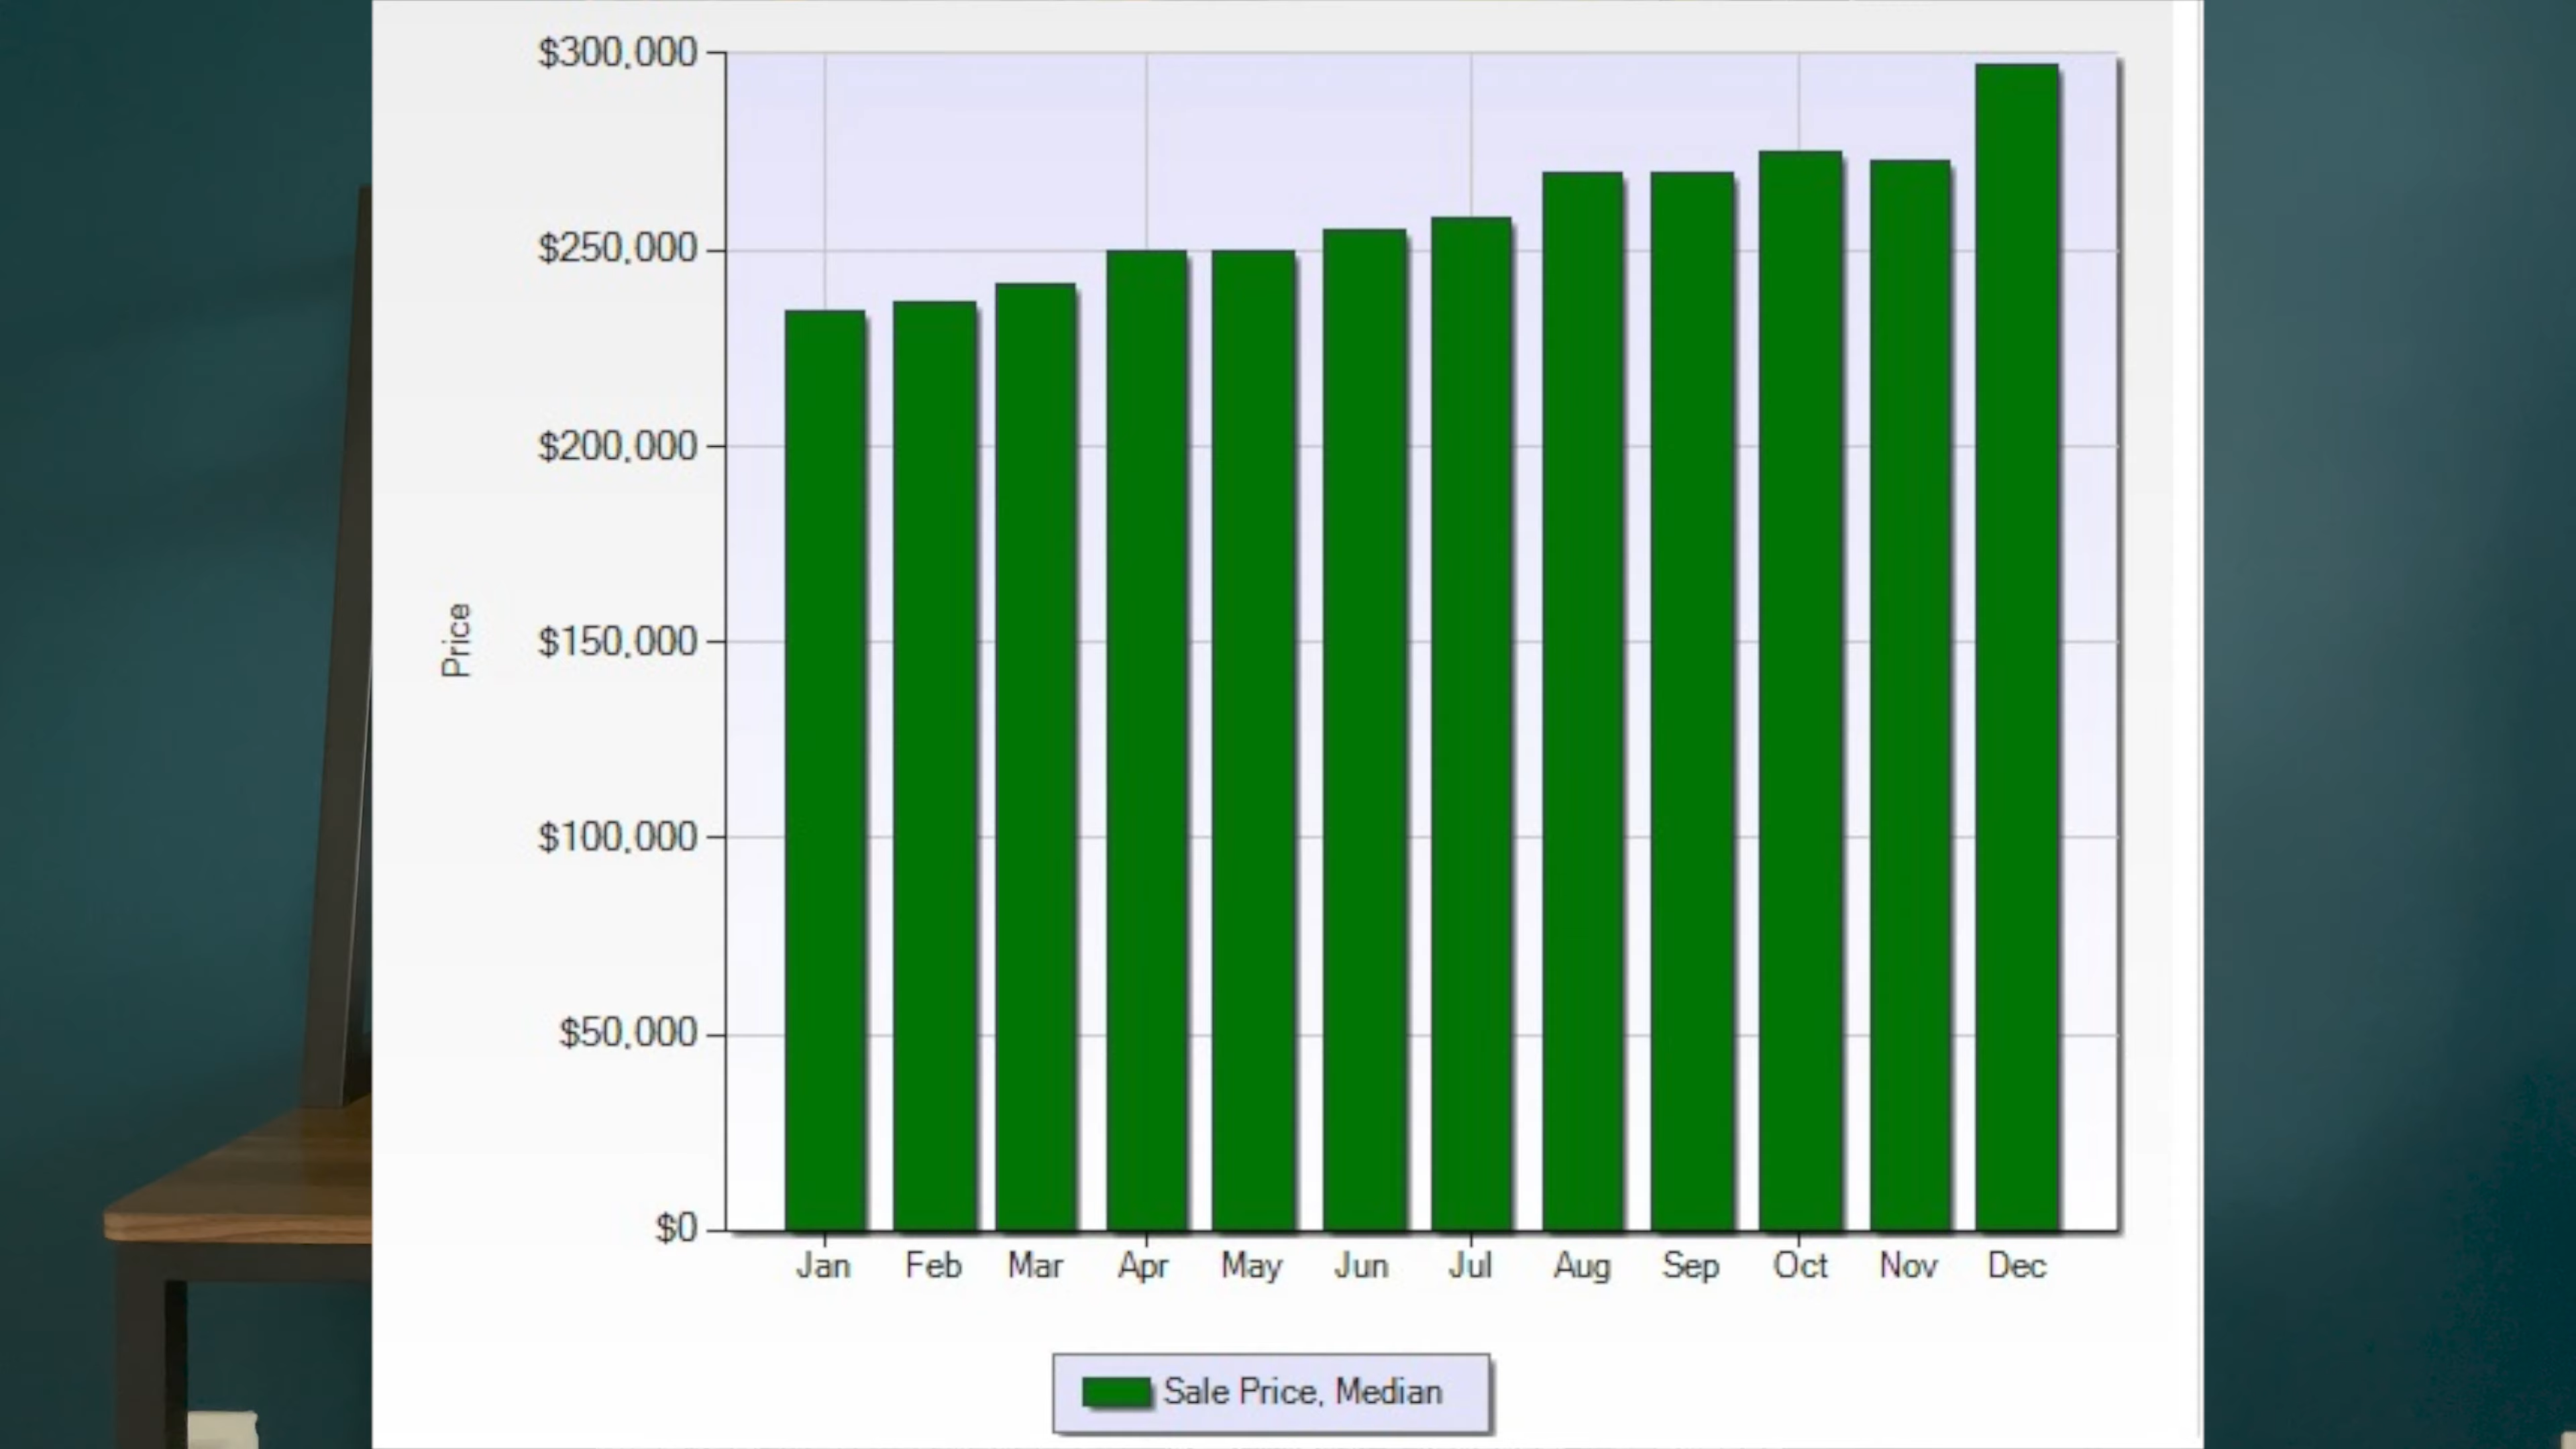 $300,000
$250,000
$200,000
$150,000
$100,000
$50,000
$0
Price
Jan Feb Mar Apr May Jun Jul Aug Sep Oct Nov Dec
Sale Price, Median